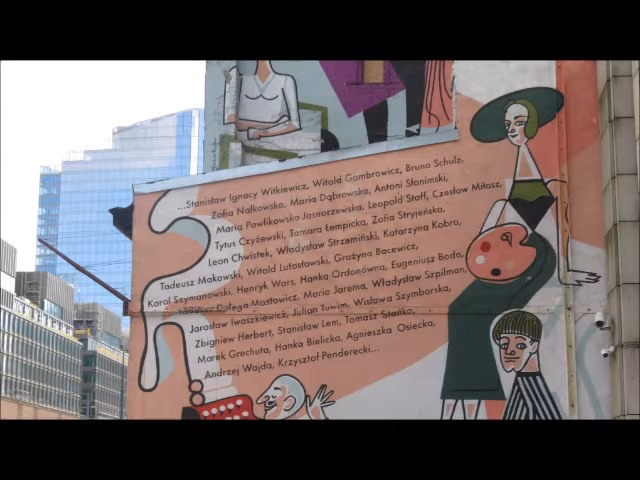 ...Stanisław Ignacy Witkiewicz, Witold Gombrowicz, Bruno Schulz,
Zofia Nałkowska, Maria Dąbrowska, Antoni Słonimski,
Maria Pawlikowska-Jasnorzewska, Leopold Staff, Czesław Miłosz,
Tytus Czyżewski, Tamara Łempicka, Zofia Stryjeńska,
Leon Chwistek, Władysław Strzemiński, Katarzyna Kobro,
Tadeusz Makowski, Witold Lutosławski, Grażyna Bacewicz,
Karol Szymanowski, Henryk Wars, Hanka Ordonówna, Eugeniusz Bodo,
Dołęga Mostowicz, Maria Jarema, Władysław Szpilman,
Jarosław Iwaszkiewicz, Julian Tuwim, Wisława Szymborska,
Zbigniew Herbert, Stanisław Lem, Tomasz Stańko,
Marek Grechuta, Hanka Bielicka, Agnieszka Osiecka,
Andrzej Wajda, Krzysztof Penderecki...